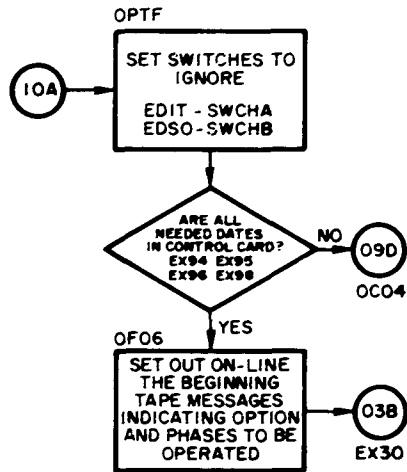 OPTF
10A
SET SWITCHES TO
IGNORE
EDIT - SWCHA
EDSO - SWCHB
ARE ALL
NEEDED DATES
IN CONTROL CARD?
EX94 EX95
EX96 EX98
NO
09D
OC04
YES
OF06
SET OUT ON-LINE
THE BEGINNING
TAPE MESSAGES
INDICATING OPTION
AND PHASES TO BE
OPERATED
03B
EX30